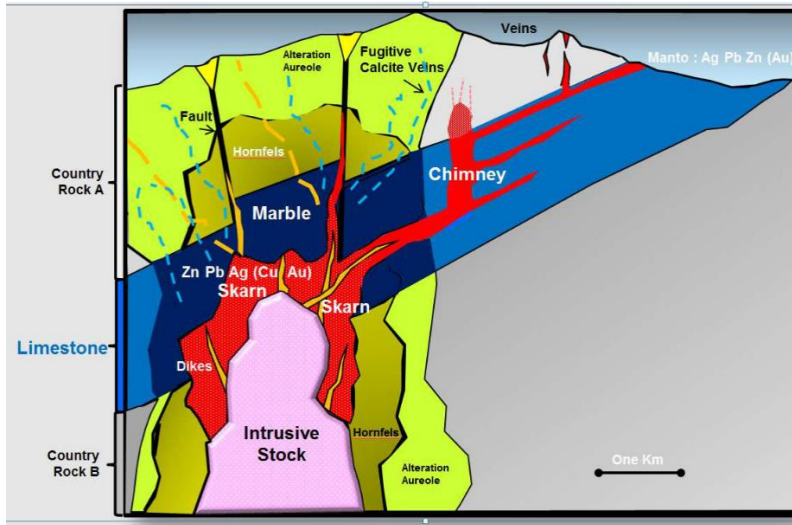 Veins
Alteration
Aureole
Fugitive
Calcite Veins
Manto : Ag Pb Zn (Au)
Fault
Hornfels
Country
Rock A
Chimney
Marble
Zn Pb Ag (Cu Au)
Skarn
Skarn
Limestone
Dikes
Intrusive
Stock
Hornfels
Country
Rock B
Alteration
Aureole
One Km